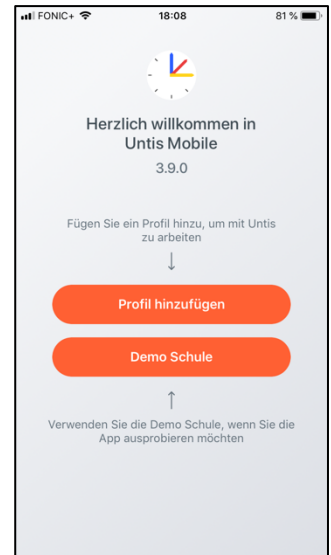 FONIC+ 18:08 81 %
Herzlich willkommen in
Untis Mobile
3.9.0
Fügen Sie ein Profil hinzu, um mit Untis
zu arbeiten
↓
Profil hinzufügen
Demo Schule
↑
Verwenden Sie die Demo Schule, wenn Sie die
App ausprobieren möchten